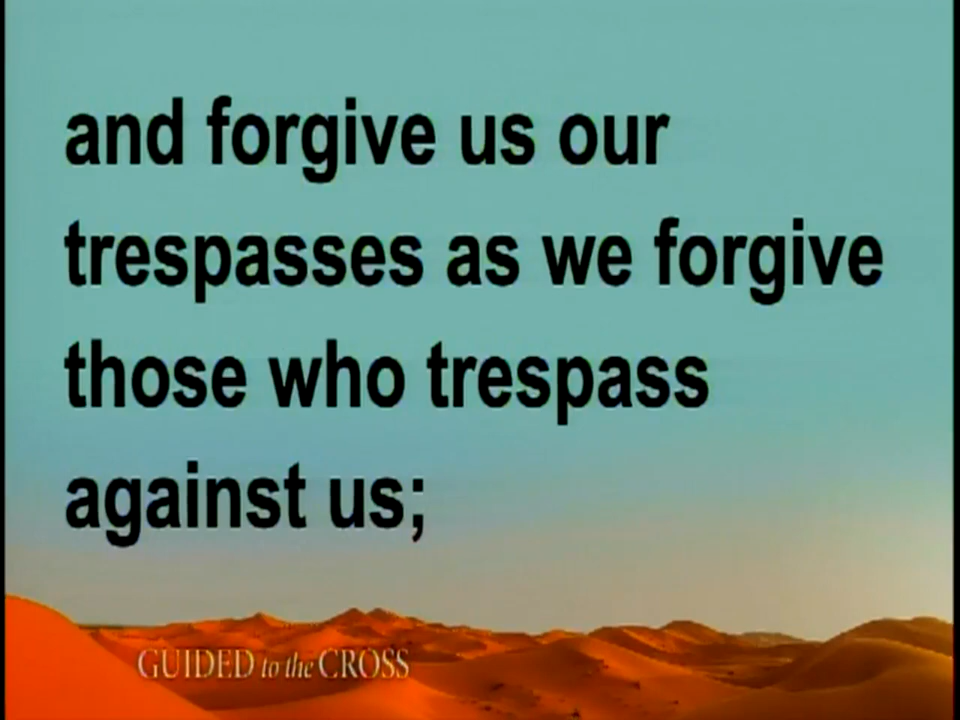 and forgive us our
trespasses as we forgive
those who trespass
against us;
GUIDED to the CROSS